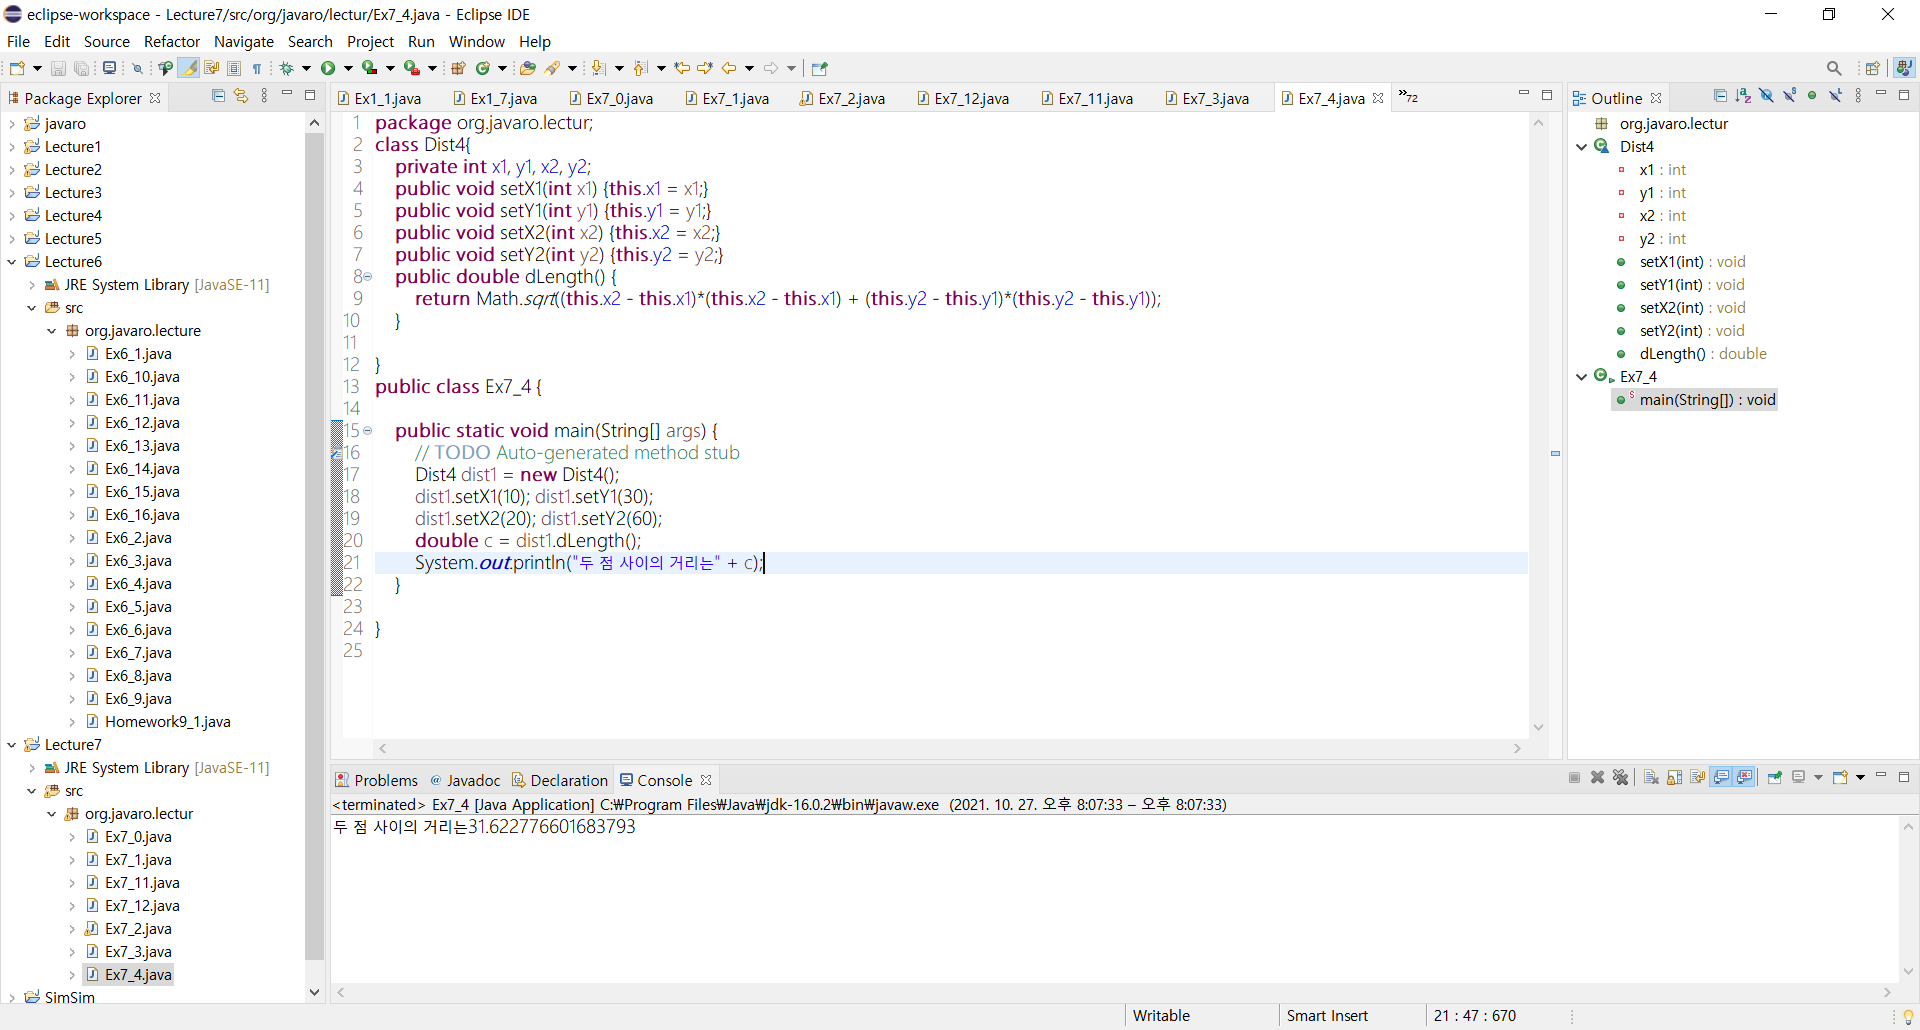 eclipse-workspace - Lecture7/src/org/javaro/lectur/Ex7_4.java - Eclipse IDE
File Edit Source Refactor Navigate Search Project Run Window Help
Package Explorer
javaro
Lecture1
Lecture2
Lecture3
Lecture4
Lecture5
Lecture6
JRE System Library [JavaSE-11]
src
org.javaro.lecture
Ex6_1.java
Ex6_10.java
Ex6_11.java
Ex6_12.java
Ex6_13.java
Ex6_14.java
Ex6_15.java
Ex6_16.java
Ex6_2.java
Ex6_3.java
Ex6_4.java
Ex6_5.java
Ex6_6.java
Ex6_7.java
Ex6_8.java
Ex6_9.java
Homework9_1.java
Lecture7
JRE System Library [JavaSE-11]
src
org.javaro.lectur
Ex7_0.java
Ex7_1.java
Ex7_11.java
Ex7_12.java
Ex7_2.java
Ex7_3.java
Ex7_4.java
SimSim
Ex1_1.java Ex1_7.java Ex7_0.java Ex7_1.java Ex7_2.java Ex7_12.java Ex7_11.java Ex7_3.java Ex7_4.java »72
1 package org.javaro.lectur;
2 class Dist4{
3 private int x1, y1, x2, y2;
4 public void setX1(int x1) {this.x1 = x1;}
5 public void setY1(int y1) {this.y1 = y1;}
6 public void setX2(int x2) {this.x2 = x2;}
7 public void setY2(int y2) {this.y2 = y2;}
8 public double dLength() {
9 return Math.sqrt((this.x2 - this.x1)*(this.x2 - this.x1) + (this.y2 - this.y1)*(this.y2 - this.y1));
10 }
11
12 }
13 public class Ex7_4 {
14
15 public static void main(String[] args) {
16 // TODO Auto-generated method stub
17 Dist4 dist1 = new Dist4();
18 dist1.setX1(10); dist1.setY1(30);
19 dist1.setX2(20); dist1.setY2(60);
20 double c = dist1.dLength();
21 System.out.println("두 점 사이의 거리는" + c);
22 }
23
24 }
25
Outline
org.javaro.lectur
Dist4
x1 : int
y1 : int
x2 : int
y2 : int
setX1(int) : void
setY1(int) : void
setX2(int) : void
setY2(int) : void
dLength() : double
Ex7_4
main(String[]) : void
Problems @ Javadoc Declaration Console
<terminated> Ex7_4 [Java Application] C:₩Program Files₩Java₩jdk-16.0.2₩bin₩javaw.exe (2021. 10. 27. 오후 8:07:33 – 오후 8:07:33)
두 점 사이의 거리는31.622776601683793
Writable Smart Insert 21 : 47 : 670